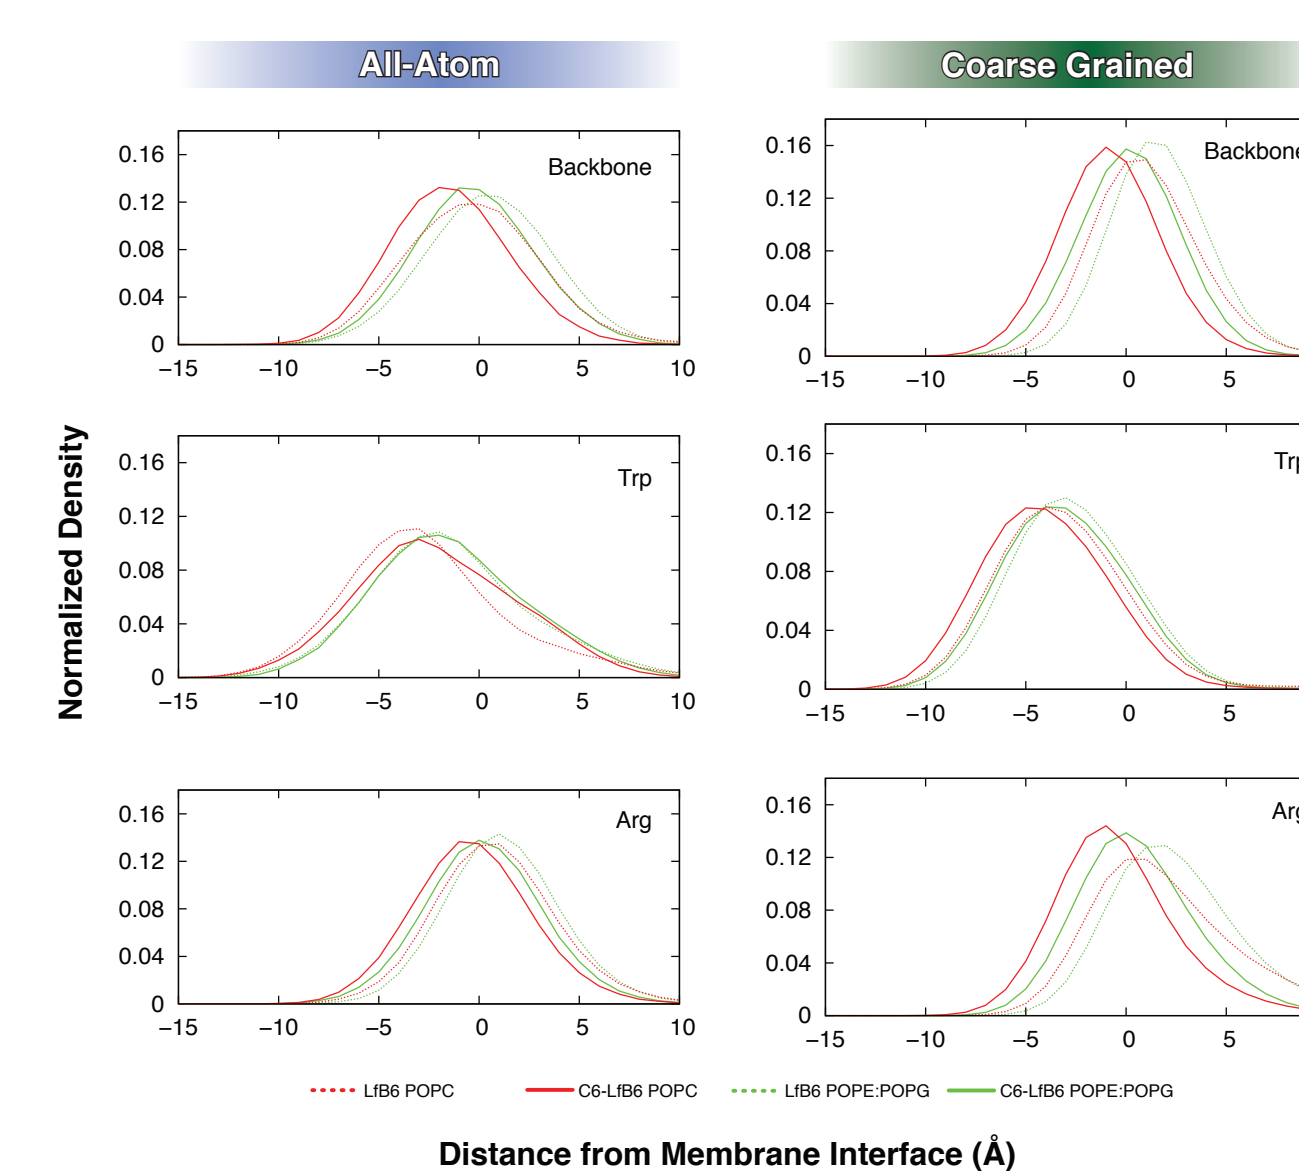 All-Atom
Coarse Grained
Backbone
0.16
0.12
0.08
0.04
0
−15 −10 −5 0 5 10
Backbone
0.16
0.12
0.08
0.04
0
−15 −10 −5 0 5
Normalized Density
Trp
0.16
0.12
0.08
0.04
0
−15 −10 −5 0 5 10
Trp
0.16
0.12
0.08
0.04
0
−15 −10 −5 0 5
Arg
0.16
0.12
0.08
0.04
0
−15 −10 −5 0 5 10
Arg
0.16
0.12
0.08
0.04
0
−15 −10 −5 0 5
LfB6 POPC C6-LfB6 POPC LfB6 POPE:POPG C6-LfB6 POPE:POPG
Distance from Membrane Interface (Å)